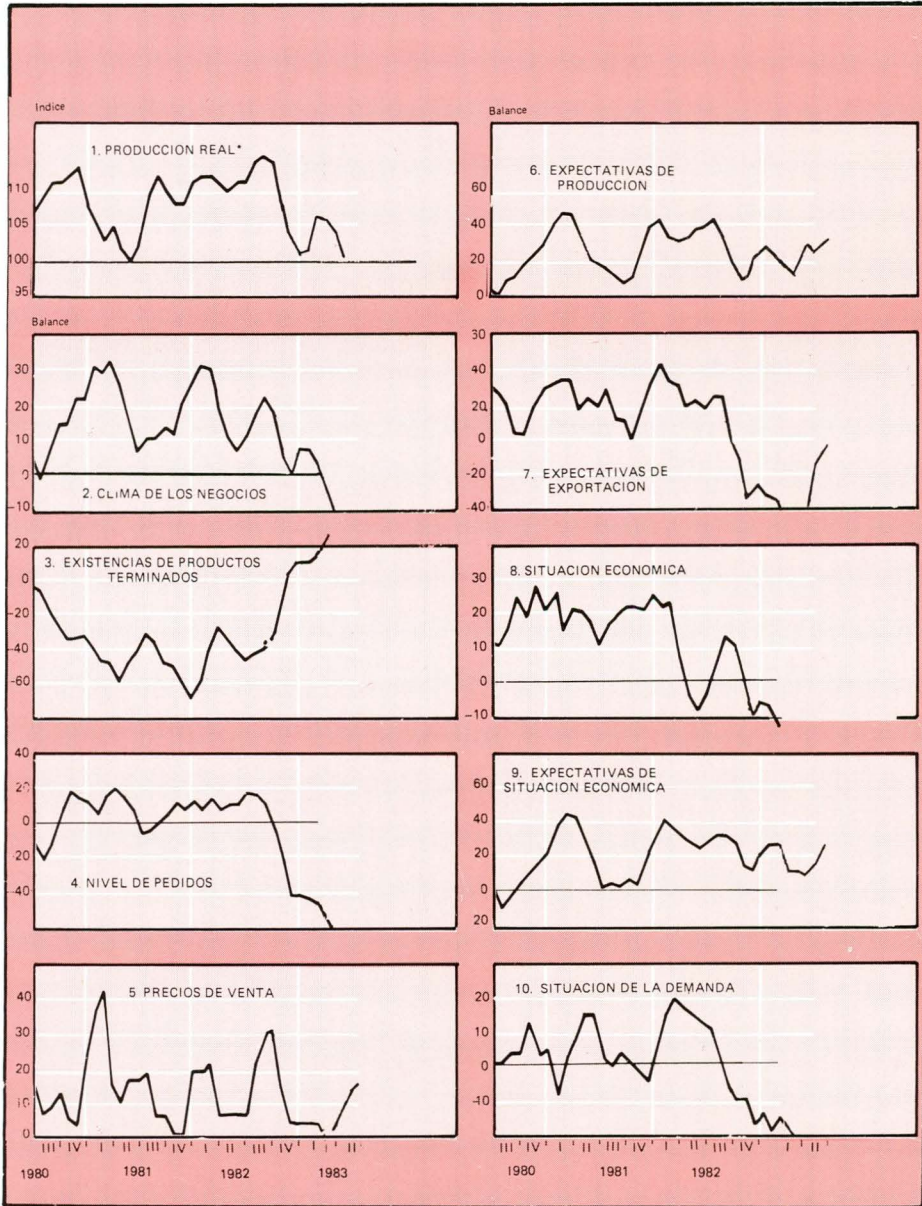 Indice
1. PRODUCCION REAL*
110
105
100
95
Balance
30
20
10
0
-10
2. CLIMA DE LOS NEGOCIOS
20
0
-20
-40
-60
3. EXISTENCIAS DE PRODUCTOS
TERMINADOS
40
20
0
-20
-40
4. NIVEL DE PEDIDOS
40
30
20
10
0
5 PRECIOS DE VENTA
III IV I II III IV I II III IV I II
1980 1981 1982 1983
Balance
6. EXPECTATIVAS DE
PRODUCCION
60
40
20
0
30
40
20
0
-20
-40
7. EXPECTATIVAS DE
EXPORTACION
8. SITUACION ECONOMICA
30
20
10
0
-10
9. EXPECTATIVAS DE
SITUACION ECONOMICA
60
40
20
0
20
10. SITUACION DE LA DEMANDA
20
10
0
-10
III IV I II III IV I II III IV I II
1980 1981 1982